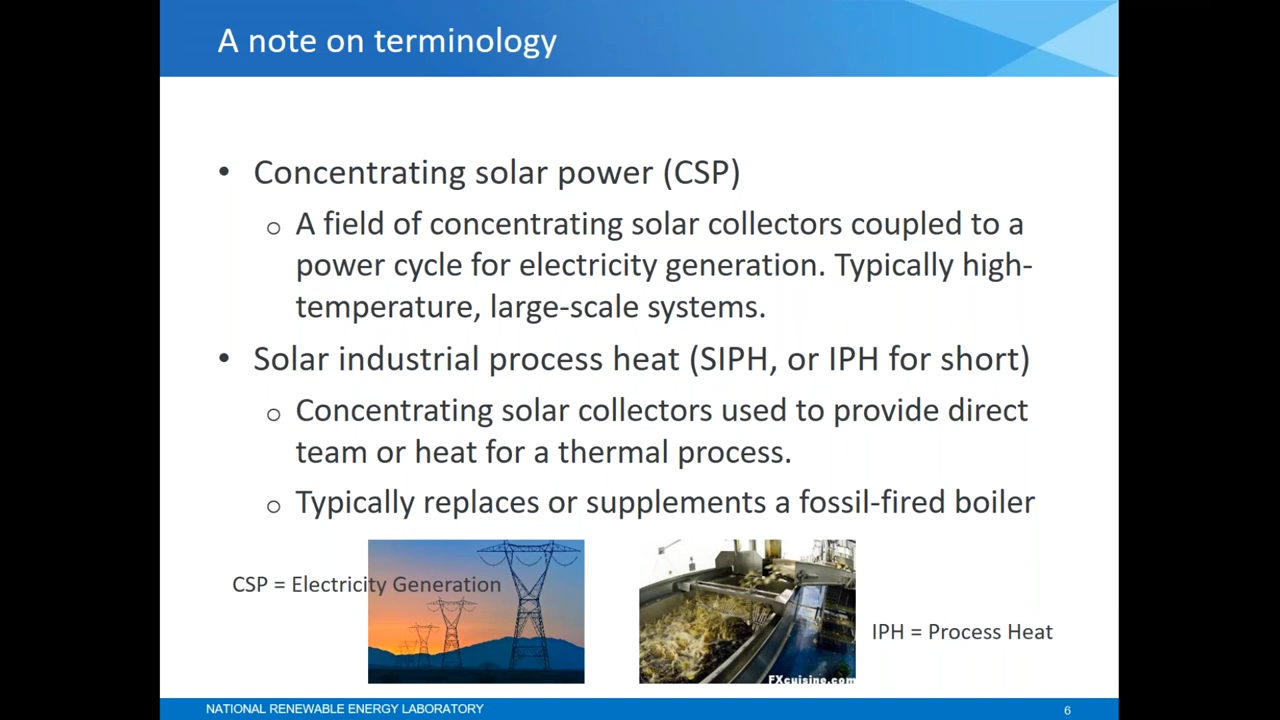 A note on terminology
• Concentrating solar power (CSP)
o A field of concentrating solar collectors coupled to a
power cycle for electricity generation. Typically high-
temperature, large-scale systems.
• Solar industrial process heat (SIPH, or IPH for short)
o Concentrating solar collectors used to provide direct
team or heat for a thermal process.
o Typically replaces or supplements a fossil-fired boiler
CSP = Electricity Generation
IPH = Process Heat
FXcuisine.com
NATIONAL RENEWABLE ENERGY LABORATORY
6